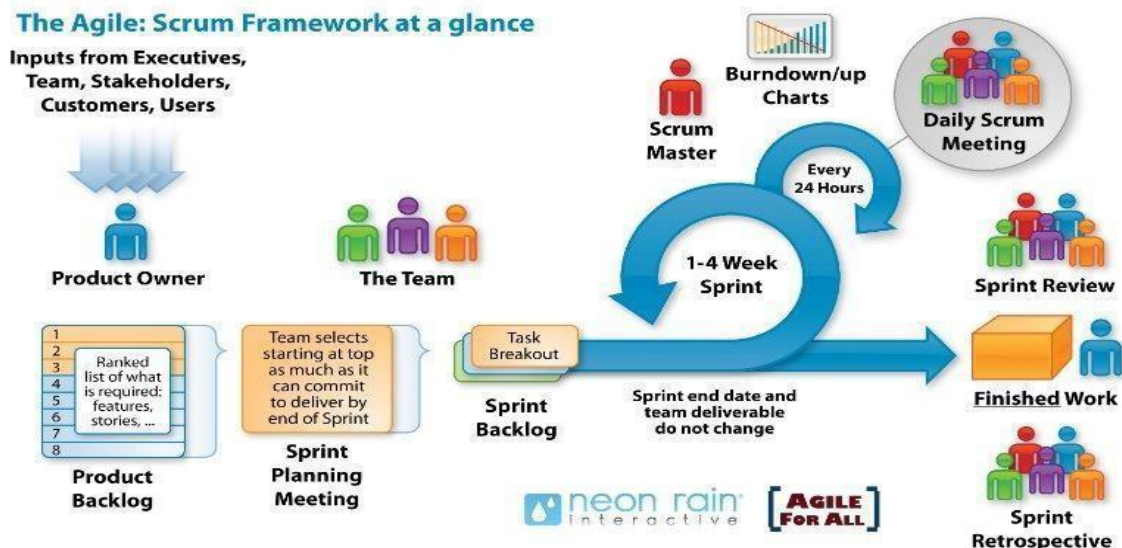 The Agile: Scrum Framework at a glance
Inputs from Executives,
Team, Stakeholders,
Customers, Users
Product Owner
The Team
Scrum
Master
Burndown/up
Charts
Daily Scrum
Meeting
Every
24 Hours
1-4 Week
Sprint
Sprint Review
1
2
3
4
5
6
7
8
Ranked
list of what
is required:
features,
stories, ...
Product
Backlog
Team selects
starting at top
as much as it
can commit
to deliver by
end of Sprint
Sprint
Planning
Meeting
Task
Breakout
Sprint
Backlog
Sprint end date and
team deliverable
do not change
Finished Work
Sprint
Retrospective
neon rain
interactive
AGILE
FOR ALL